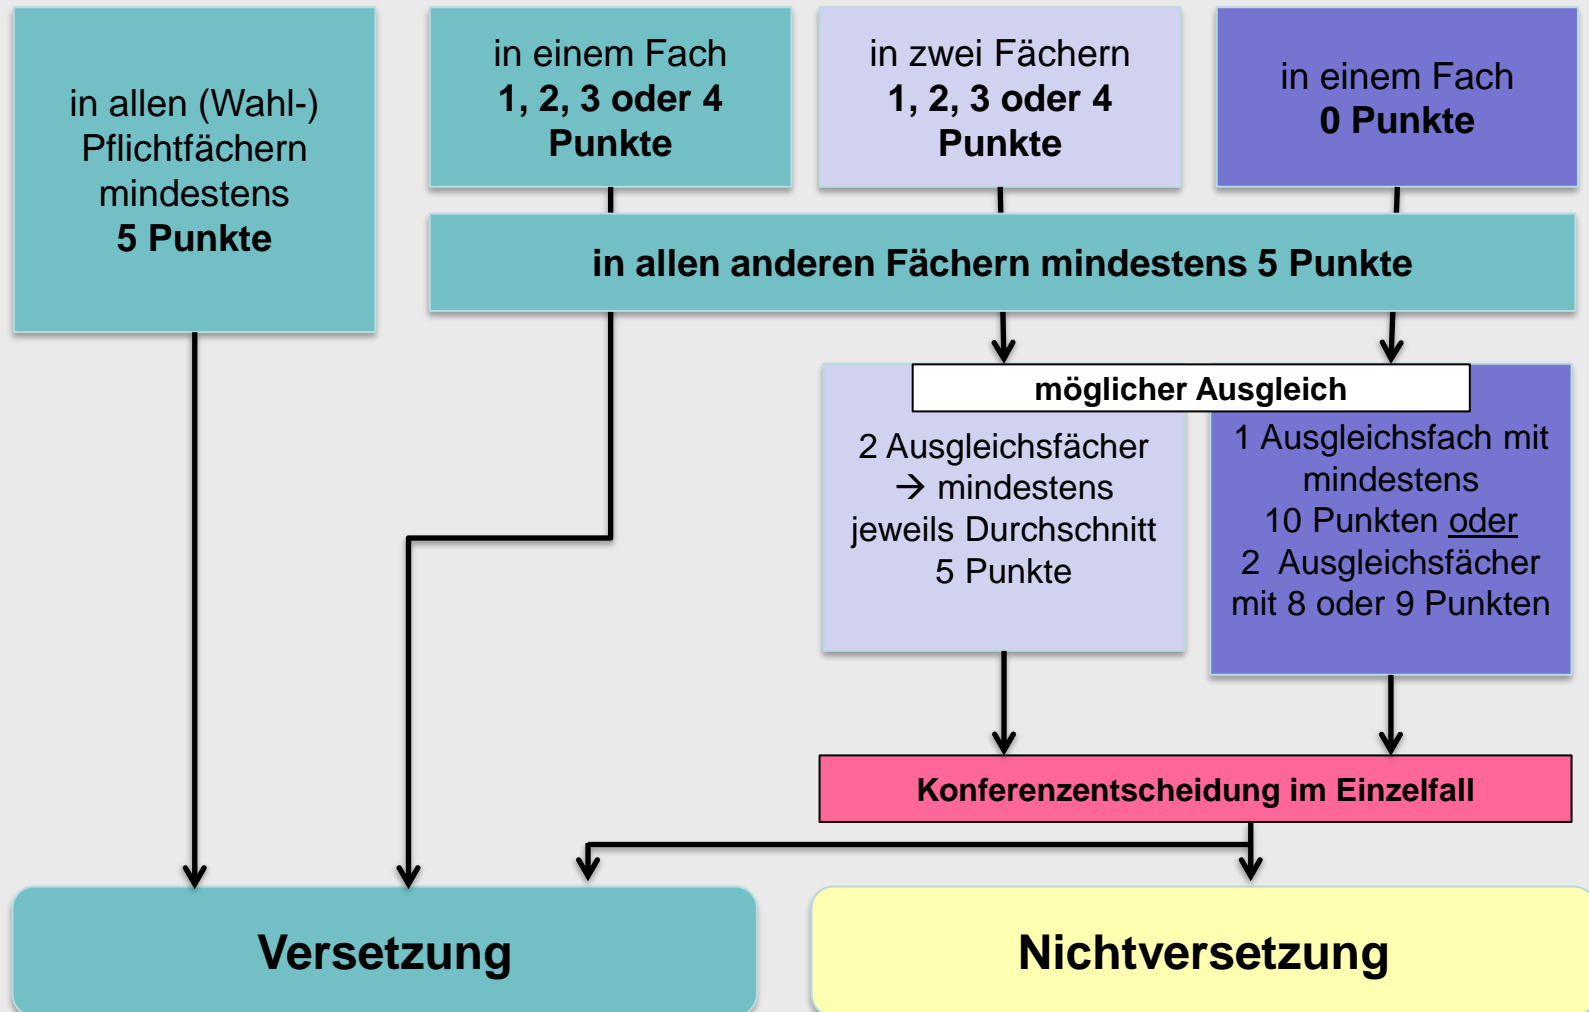 in allen (Wahl-)
Pflichtfächern
mindestens
5 Punkte
in einem Fach
1, 2, 3 oder 4
Punkte
in zwei Fächern
1, 2, 3 oder 4
Punkte
in einem Fach
0 Punkte
in allen anderen Fächern mindestens 5 Punkte
möglicher Ausgleich
2 Ausgleichsfächer
→ mindestens
jeweils Durchschnitt
5 Punkte
1 Ausgleichsfach mit
mindestens
10 Punkten oder
2 Ausgleichsfächer
mit 8 oder 9 Punkten
Konferenzentscheidung im Einzelfall
Versetzung
Nichtversetzung